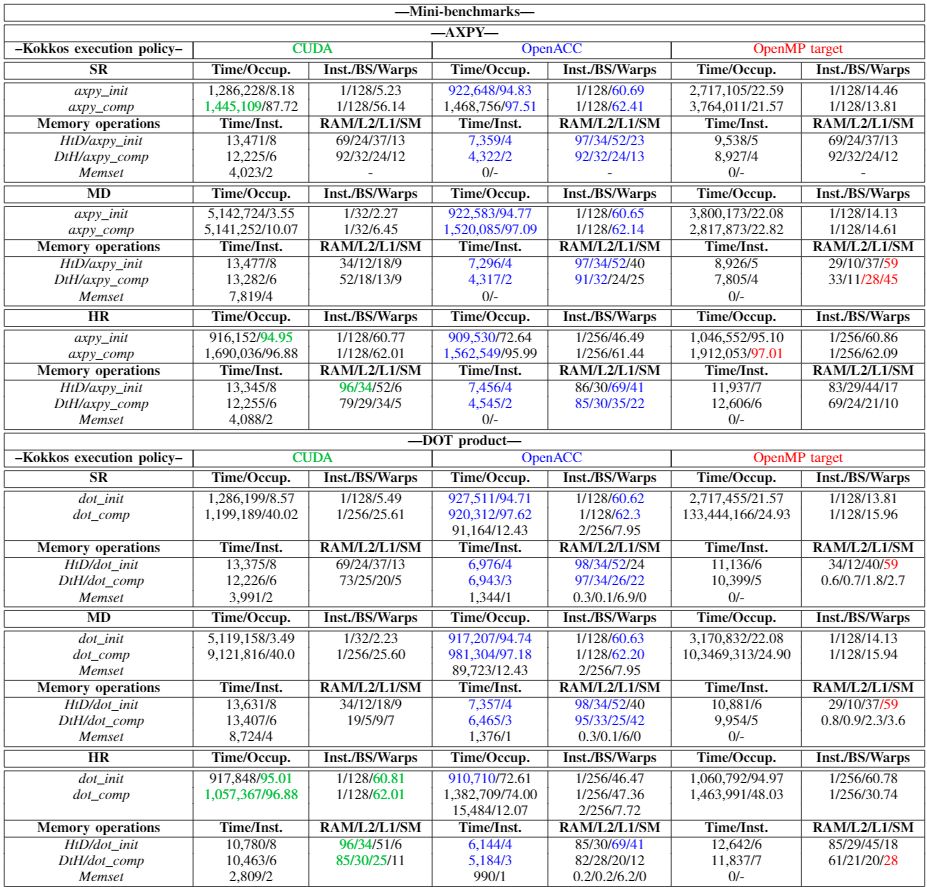 —Mini-benchmarks—
—AXPY—
–Kokkos execution policy– CUDA OpenACC OpenMP target
SR Time/Occup. Inst./BS/Warps Time/Occup. Inst./BS/Warps Time/Occup. Inst./BS/Warps
axpy_init 1,286,228/8.18 1/128/5.23 922,648/94.83 1/128/60.69 2,717,105/22.59 1/128/14.46
axpy_comp 1,445,109/87.72 1/128/56.14 1,468,756/97.51 1/128/62.41 3,764,011/21.57 1/128/13.81
Memory operations Time/Inst. RAM/L2/L1/SM Time/Inst. RAM/L2/L1/SM Time/Inst. RAM/L2/L1/SM
HtD/axpy_init 13,471/8 69/24/37/13 7,359/4 97/34/52/23 9,538/5 69/24/37/13
DtH/axpy_comp 12,225/6 92/32/24/12 4,322/2 92/32/24/13 8,927/4 92/32/24/12
Memset 4,023/2 - 0/- - 0/- -
MD Time/Occup. Inst./BS/Warps Time/Occup. Inst./BS/Warps Time/Occup. Inst./BS/Warps
axpy_init 5,142,724/3.55 1/32/2.27 922,583/94.77 1/128/60.65 3,800,173/22.08 1/128/14.13
axpy_comp 5,141,252/10.07 1/32/6.45 1,520,085/97.09 1/128/62.14 2,817,873/22.82 1/128/14.61
Memory operations Time/Inst. RAM/L2/L1/SM Time/Inst. RAM/L2/L1/SM Time/Inst. RAM/L2/L1/SM
HtD/axpy_init 13,477/8 34/12/18/9 7,296/4 97/34/52/40 8,926/5 29/10/37/59
DtH/axpy_comp 13,282/6 52/18/13/9 4,317/2 91/32/24/25 7,805/4 33/11/28/45
Memset 7,819/4 0/- 0/-
HR Time/Occup. Inst./BS/Warps Time/Occup. Inst./BS/Warps Time/Occup. Inst./BS/Warps
axpy_init 916,152/94.95 1/128/60.77 909,530/72.64 1/256/46.49 1,046,552/95.10 1/256/60.86
axpy_comp 1,690,036/96.88 1/128/62.01 1,562,549/95.99 1/256/61.44 1,912,053/97.01 1/256/62.09
Memory operations Time/Inst. RAM/L2/L1/SM Time/Inst. RAM/L2/L1/SM Time/Inst. RAM/L2/L1/SM
HtD/axpy_init 13,345/8 96/34/52/6 7,456/4 86/30/69/41 11,937/7 83/29/44/17
DtH/axpy_comp 12,255/6 79/29/34/5 4,545/2 85/30/35/22 12,606/6 69/24/21/10
Memset 4,088/2 0/- 0/-
—DOT product—
–Kokkos execution policy– CUDA OpenACC OpenMP target
SR Time/Occup. Inst./BS/Warps Time/Occup. Inst./BS/Warps Time/Occup. Inst./BS/Warps
dot_init 1,286,199/8.57 1/128/5.49 927,511/94.71 1/128/60.62 2,717,455/21.57 1/128/13.81
dot_comp 1,199,189/40.02 1/256/25.61 920,312/97.62 1/128/62.3 133,444,166/24.93 1/128/15.96
91,164/12.43 2/256/7.95
Memory operations Time/Inst. RAM/L2/L1/SM Time/Inst. RAM/L2/L1/SM Time/Inst. RAM/L2/L1/SM
HtD/dot_init 13,375/8 69/24/37/13 6,976/4 98/34/52/24 11,136/6 34/12/40/59
DtH/dot_comp 12,226/6 73/25/20/5 6,943/3 97/34/26/22 10,399/5 0.6/0.7/1.8/2.7
Memset 3,991/2 1,344/1 0.3/0.1/6.9/0 0/-
MD Time/Occup. Inst./BS/Warps Time/Occup. Inst./BS/Warps Time/Occup. Inst./BS/Warps
dot_init 5,119,158/3.49 1/32/2.23 917,207/94.74 1/128/60.63 3,170,832/22.08 1/128/14.13
dot_comp 9,121,816/40.0 1/256/25.60 981,304/97.18 1/128/62.20 10,3469,313/24.90 1/128/15.94
Memset 89,723/12.43 2/256/7.95
Memory operations Time/Inst. RAM/L2/L1/SM Time/Inst. RAM/L2/L1/SM Time/Inst. RAM/L2/L1/SM
HtD/dot_init 13,631/8 34/12/18/9 7,357/4 98/34/52/40 10,881/6 29/10/37/59
DtH/dot_comp 13,407/6 19/5/9/7 6,465/3 95/33/25/42 9,954/5 0.8/0.9/2.3/3.6
Memset 8,724/4 1,376/1 0.3/0.1/6/0 0/-
HR Time/Occup. Inst./BS/Warps Time/Occup. Inst./BS/Warps Time/Occup. Inst./BS/Warps
dot_init 917,848/95.01 1/128/60.81 910,710/72.61 1/256/46.47 1,060,792/94.97 1/256/60.78
dot_comp 1,057,367/96.88 1/128/62.01 1,382,709/74.00 1/256/47.36 1,463,991/48.03 1/256/30.74
15,484/12.07 2/256/7.72
Memory operations Time/Inst. RAM/L2/L1/SM Time/Inst. RAM/L2/L1/SM Time/Inst. RAM/L2/L1/SM
HtD/dot_init 10,780/8 96/34/51/6 6,144/4 85/30/69/41 12,642/6 85/29/45/18
DtH/dot_comp 10,463/6 85/30/25/11 5,184/3 82/28/20/12 11,837/7 61/21/20/28
Memset 2,809/2 990/1 0.2/0.2/6.2/0 0/-